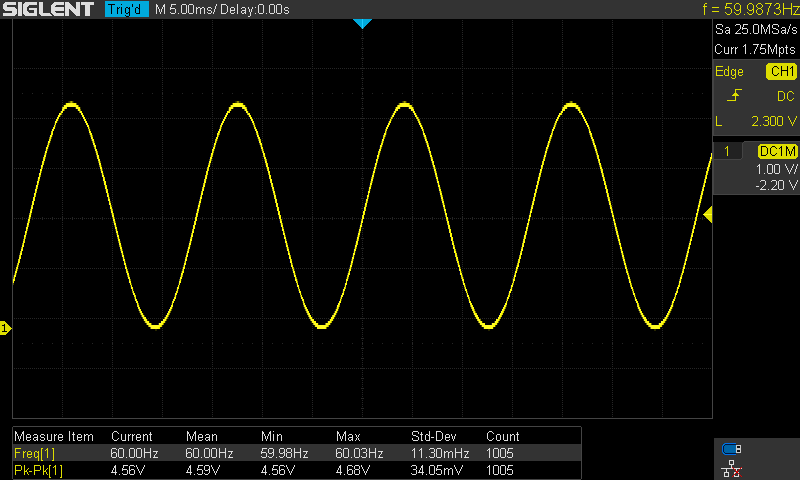 SIGLENT Trig'd M 5.00ms/ Delay:0.00s f = 59.9873Hz
Sa 25.0MSa/s
Curr 1.75Mpts
Edge CH1
DC
L 2.300 V
1 DC1M
1.00 V/
-2.20 V
1
Measure Item Current Mean Min Max Std-Dev Count
Freq[1] 60.00Hz 60.00Hz 59.98Hz 60.03Hz 11.30mHz 1005
Pk-Pk[1] 4.56V 4.59V 4.56V 4.68V 34.05mV 1005